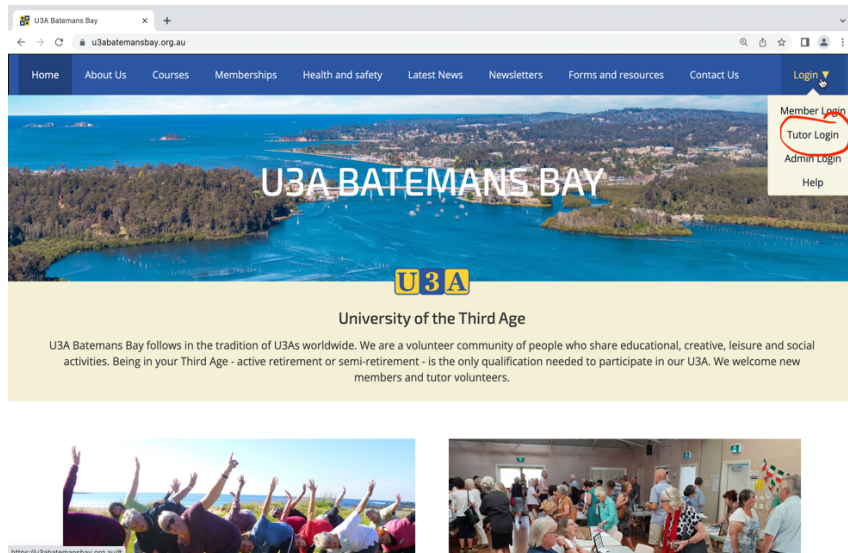 U3A Batemans Bay
u3abatemansbay.org.au
Home About Us Courses Memberships Health and safety Latest News Newsletters Forms and resources Contact Us Login ▼
Member Login
Tutor Login
Admin Login
Help
U3A BATEMANS BAY
U3A
University of the Third Age
U3A Batemans Bay follows in the tradition of U3As worldwide. We are a volunteer community of people who share educational, creative, leisure and social
activities. Being in your Third Age - active retirement or semi-retirement - is the only qualification needed to participate in our U3A. We welcome new
members and tutor volunteers.
https://u3abatemansbay.org.au/#